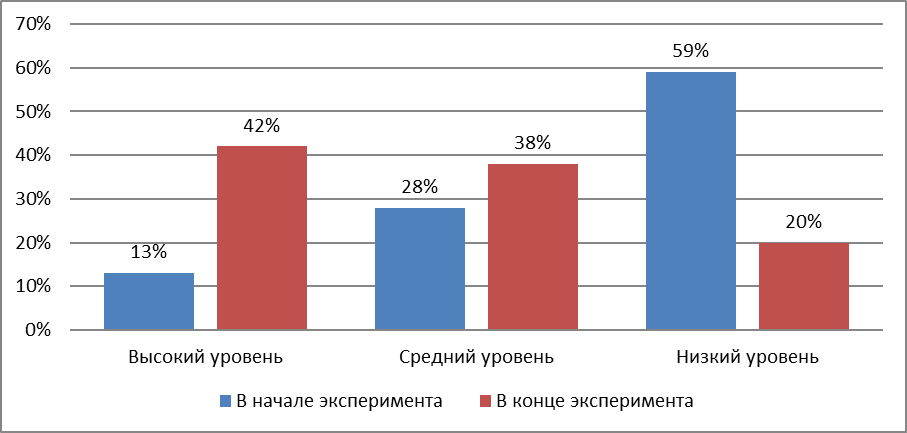 70%
60%
50%
40%
30%
20%
10%
0%
13%
42%
28%
38%
59%
20%
Высокий уровень
Средний уровень
Низкий уровень
В начале эксперимента
В конце эксперимента